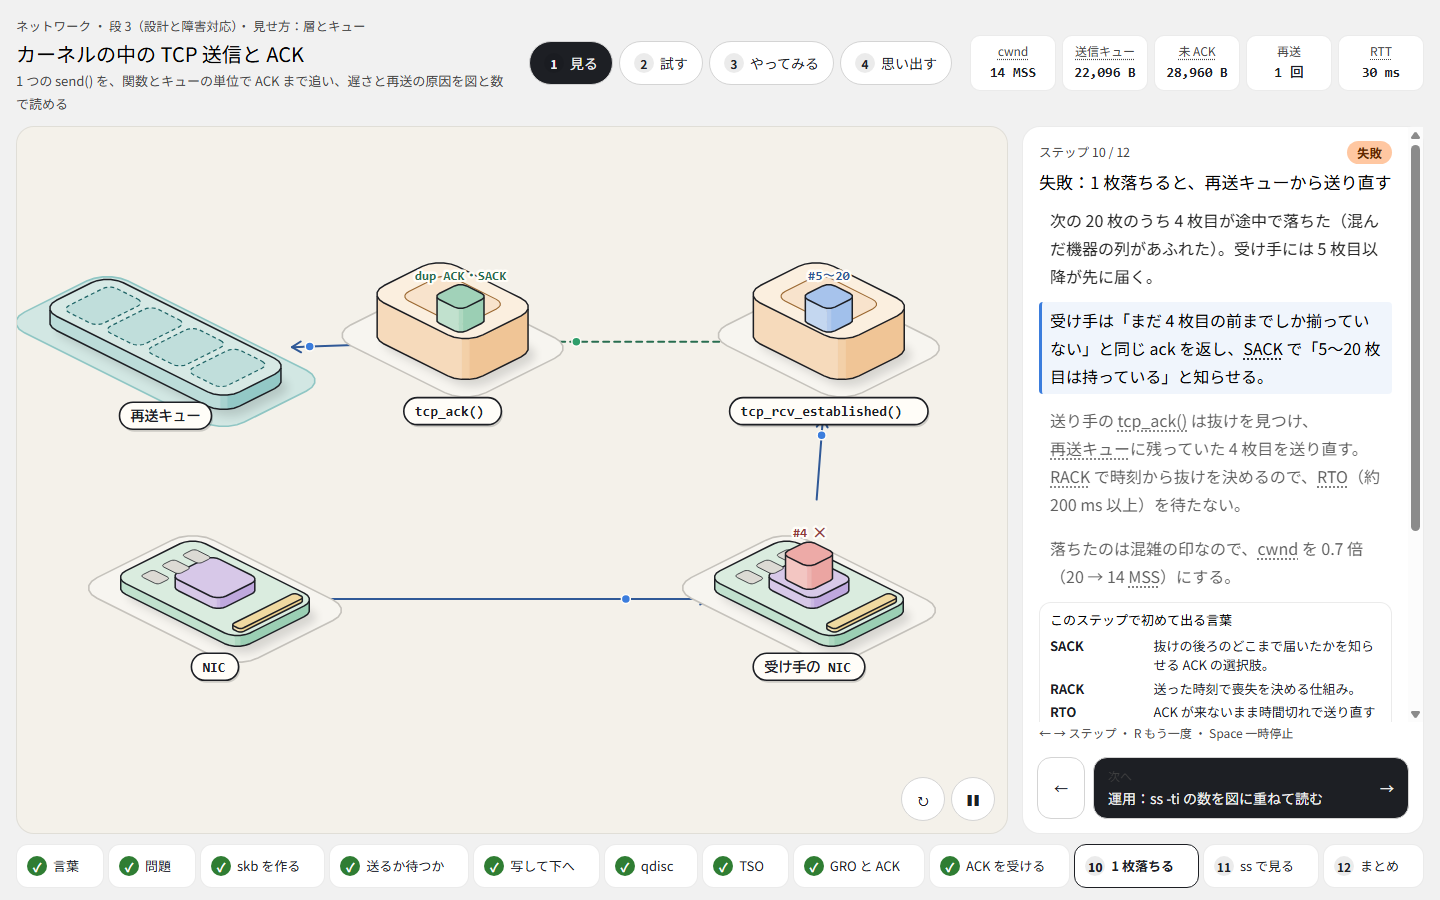 ネットワーク ・ 段 3（設計と障害対応）・ 見せ方：層とキュー
カーネルの中の TCP 送信と ACK
1 つの send() を、関数とキューの単位で ACK まで追い、遅さと再送の原因を図と数
で読める
1 見る
2 試す
3 やってみる
4 思い出す
cwnd
14 MSS
送信キュー
22,096 B
未 ACK
28,960 B
再送
1 回
RTT
30 ms
dup ACK・SACK
#5〜20
再送キュー
tcp_ack()
tcp_rcv_established()
#4 ×
NIC
受け手の NIC
ステップ 10 / 12
失敗
失敗：1 枚落ちると、再送キューから送り直す
次の 20 枚のうち 4 枚目が途中で落ちた（混ん
だ機器の列があふれた）。受け手には 5 枚目以
降が先に届く。
受け手は「まだ 4 枚目の前までしか揃ってい
ない」と同じ ack を返し、SACK で「5〜20 枚
目は持っている」と知らせる。
送り手の tcp_ack() は抜けを見つけ、
再送キューに残っていた 4 枚目を送り直す。
RACK で時刻から抜けを決めるので、RTO（約
200 ms 以上）を待たない。
落ちたのは混雑の印なので、cwnd を 0.7 倍
（20 → 14 MSS）にする。
このステップで初めて出る言葉
SACK 抜けの後ろのどこまで届いたかを知ら
せる ACK の選択肢。
RACK 送った時刻で喪失を決める仕組み。
RTO ACK が来ないまま時間切れで送り直す
← → ステップ ・ R もう一度 ・ Space 一時停止
←
次へ
運用：ss -ti の数を図に重ねて読む →
✓ 言葉
✓ 問題
✓ skb を作る
✓ 送るか待つか
✓ 写して下へ
✓ qdisc
✓ TSO
✓ GRO と ACK
✓ ACK を受ける
10 1 枚落ちる
11 ss で見る
12 まとめ